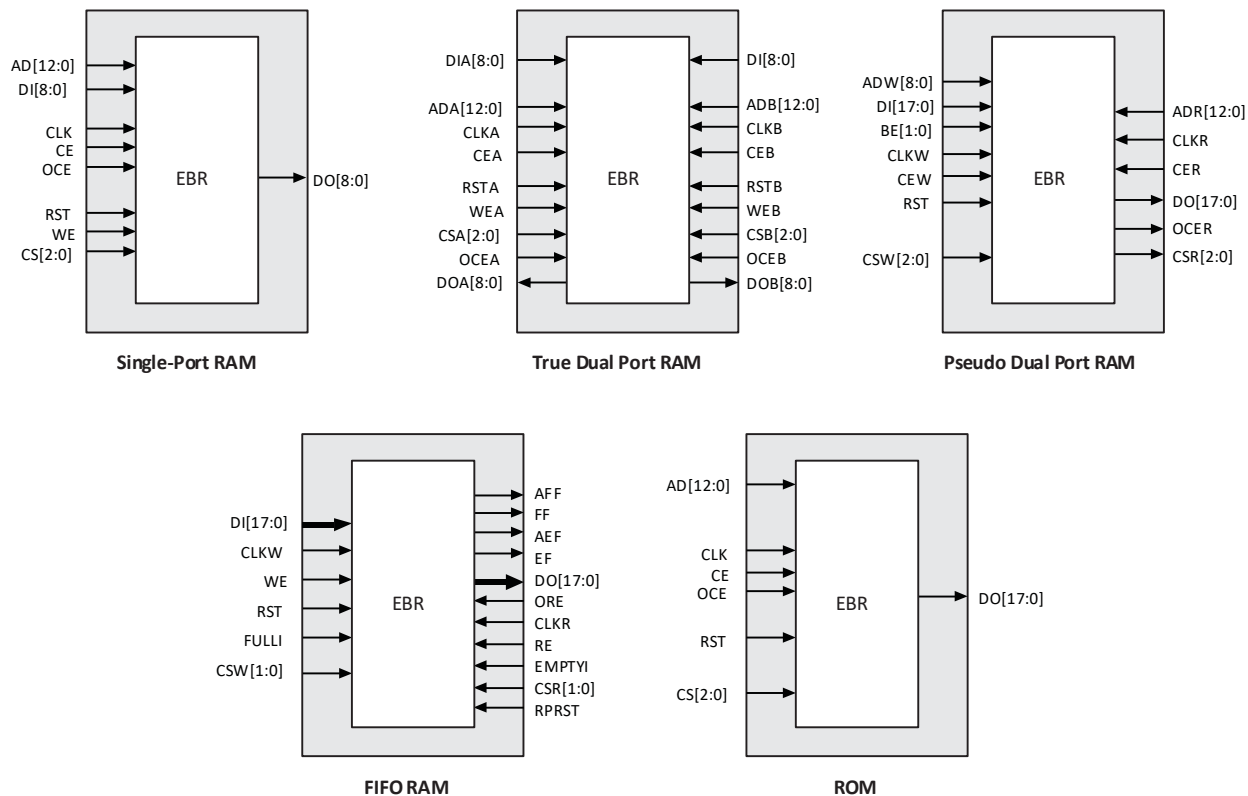 AD[12:0]
DI[8:0]
CLK
CE
OCE
RST
WE
CS[2:0]
EBR
DO[8:0]
Single-Port RAM
DIA[8:0]
ADA[12:0]
CLKA
CEA
RSTA
WEA
CSA[2:0]
OCEA
DOA[8:0]
EBR
DI[8:0]
ADB[12:0]
CLKB
CEB
RSTB
WEB
CSB[2:0]
OCEB
DOB[8:0]
True Dual Port RAM
ADW[8:0]
DI[17:0]
BE[1:0]
CLKW
CEW
RST
CSW[2:0]
EBR
ADR[12:0]
CLKR
CER
DO[17:0]
OCER
CSR[2:0]
Pseudo Dual Port RAM
DI[17:0]
CLKW
WE
RST
FULLI
CSW[1:0]
EBR
AFF
FF
AEF
EF
DO[17:0]
ORE
CLKR
RE
EMPTYI
CSR[1:0]
RPRST
FIFO RAM
AD[12:0]
CLK
CE
OCE
RST
CS[2:0]
EBR
DO[17:0]
ROM